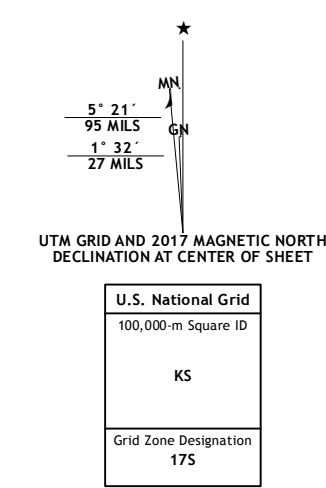 ★
MN
5° 21´
95 MILS
GN
1° 32´
27 MILS
UTM GRID AND 2017 MAGNETIC NORTH
DECLINATION AT CENTER OF SHEET
U.S. National Grid
100,000-m Square ID
KS
Grid Zone Designation
17S